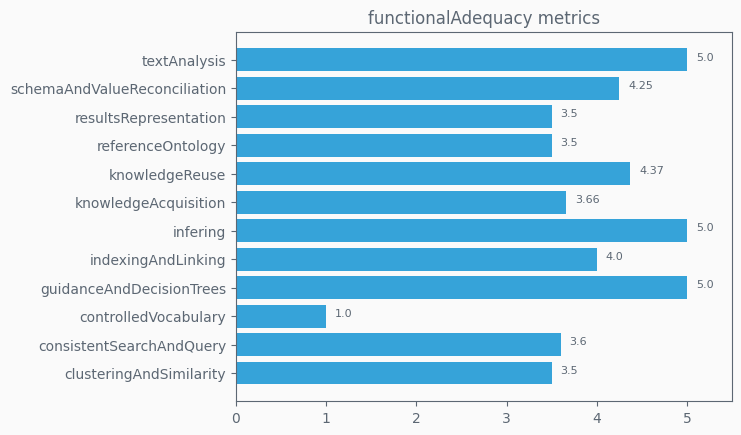 functionalAdequacy metrics
textAnalysis 5.0
schemaAndValueReconciliation 4.25
resultsRepresentation 3.5
referenceOntology 3.5
knowledgeReuse 4.37
knowledgeAcquisition 3.66
infering 5.0
indexingAndLinking 4.0
guidanceAndDecisionTrees 5.0
controlledVocabulary 1.0
consistentSearchAndQuery 3.6
clusteringAndSimilarity 3.5
0 1 2 3 4 5